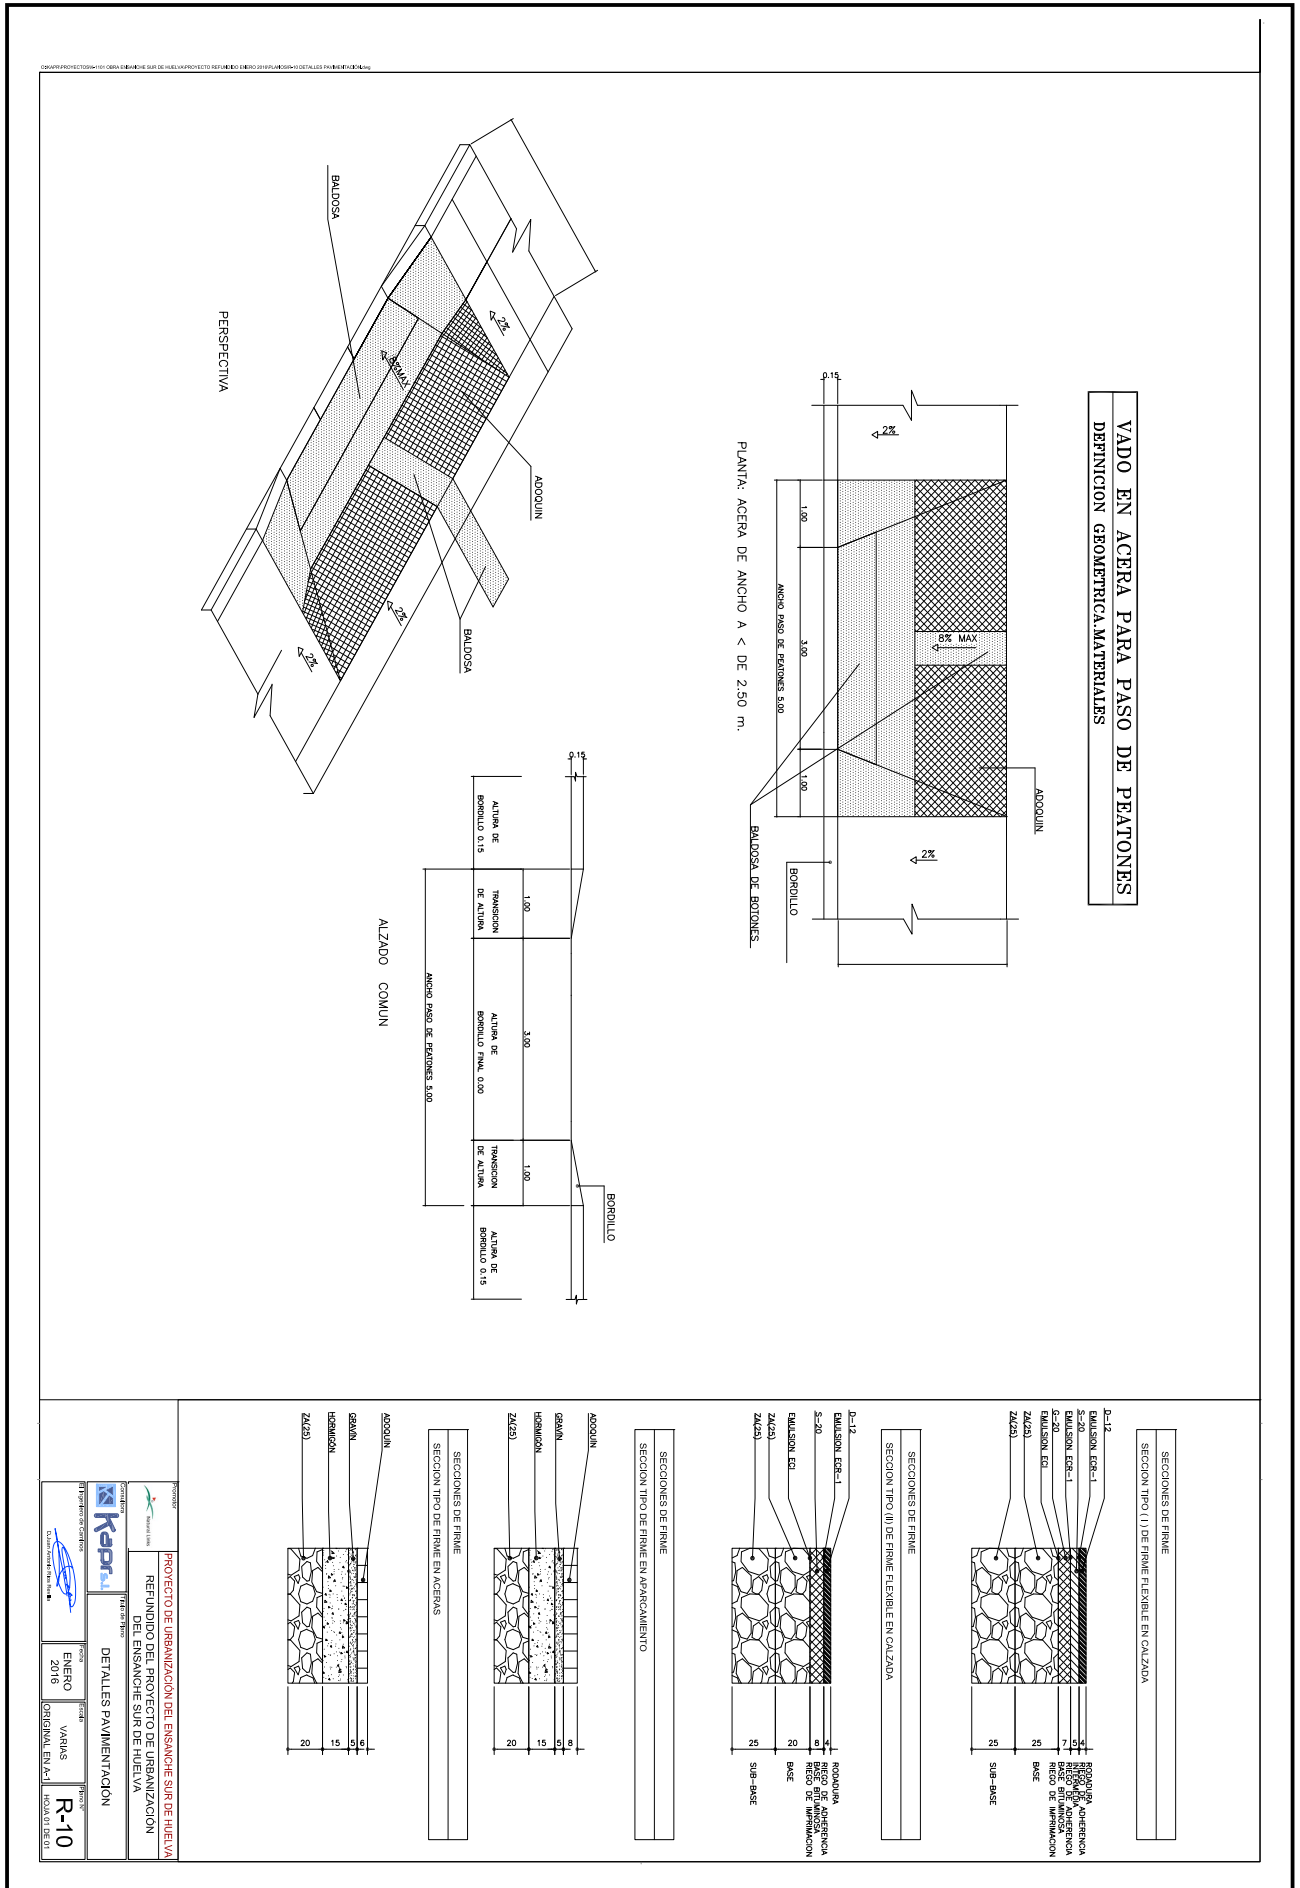 VADO EN ACERA PARA PASO DE PEATONES
DEFINICION GEOMETRICA.MATERIALES
0.15
2%
1.00
3.00
1.00
ANCHO PASO DE PEATONES 5.00
8% MAX
2%
ADOQUIN
BORDILLO
BALDOSA DE BOTONES
PLANTA: ACERA DE ANCHO A < DE 2.50 m.
BALDOSA
2%
8%MAX
ADOQUIN
BALDOSA
2%
2%
PERSPECTIVA
0.15
ALTURA DE
BORDILLO 0.15
1.00
TRANSICION
DE ALTURA
3.00
ALTURA DE
BORDILLO FINAL 0.00
1.00
TRANSICION
DE ALTURA
BORDILLO
ALTURA DE
BORDILLO 0.15
ANCHO PASO DE PEATONES 5.00
ALZADO COMUN
SECCIONES DE FIRME
SECCION TIPO ( I ) DE FIRME FLEXIBLE EN CALZADA
D-12
EMULSION ECR-1
S-20
EMULSION ECR-1
G-20
EMULSION ECI
ZA(25)
ZA(25)
4
5
7
25
25
RODADURA
RIEGO DE ADHERENCIA
INTERMEDIA
RIEGO DE ADHERENCIA
BASE BITUMINOSA
RIEGO DE IMPRIMACION
BASE
SUB-BASE
SECCIONES DE FIRME
SECCION TIPO (II) DE FIRME FLEXIBLE EN CALZADA
D-12
EMULSION ECR-1
S-20
EMULSION ECI
ZA(25)
ZA(25)
4
8
20
25
RODADURA
RIEGO DE ADHERENCIA
BASE BITUMINOSA
RIEGO DE IMPRIMACION
BASE
SUB-BASE
SECCIONES DE FIRME
SECCION TIPO DE FIRME EN APARCAMIENTO
ADOQUIN
GRAVIN
HORMIGÓN
ZA(25)
8
5
15
20
SECCIONES DE FIRME
SECCION TIPO DE FIRME EN ACERAS
ADOQUIN
GRAVIN
HORMIGÓN
ZA(25)
6
5
15
20
Promotor
PROYECTO DE URBANIZACIÓN DEL ENSANCHE SUR DE HUELVA
REFUNDIDO DEL PROYECTO DE URBANIZACIÓN
DEL ENSANCHE SUR DE HUELVA
Consultora
Kapr S.L
Título de Plano
DETALLES PAVIMENTACIÓN
El Ingeniero de Caminos
Fecha
ENERO
2016
Escala
VARIAS
ORIGINAL EN A-1
Plano Nº
R-10
HOJA 01 DE 01